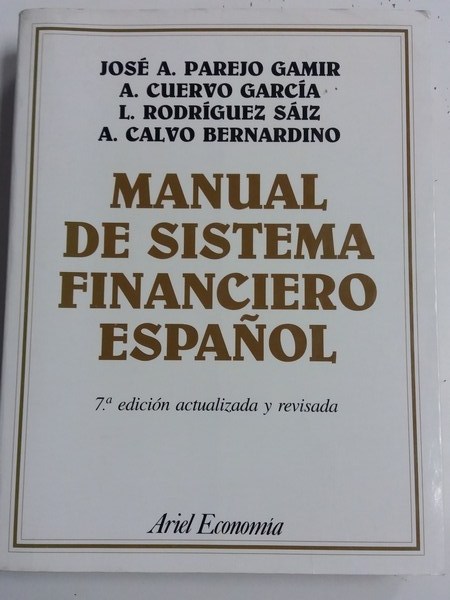 JOSÉ A. PAREJO GAMIR
A. CUERVO GARCÍA
L. RODRÍGUEZ SÁIZ
A. CALVO BERNARDINO
MANUAL
DE SISTEMA
FINANCIERO
ESPAÑOL
7.ª edición actualizada y revisada
Ariel Economía